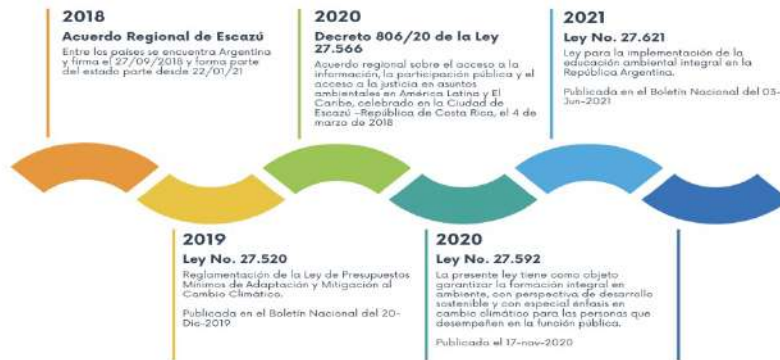 2018
Acuerdo Regional de Escazú
Entre los países se encuentra Argentina
y firma el 27/09/2018 y forma parte
del estado parte desde 22/01/21
2020
Decreto 806/20 de la Ley
27.566
Acuerdo regional sobre el acceso a la
información, la participación pública y el
acceso a la justicia en asuntos
ambientales en América Latina y El
Caribe, celebrado en la Ciudad de
Escazú –República de Costa Rica, el 4 de
marzo de 2018
2021
Ley No. 27.621
Ley para la implementación de la
educación ambiental integral en la
República Argentina.
Publicada en el Boletín Nacional del 03-
Jun-2021
2019
Ley No. 27.520
Reglamentación de la Ley de Presupuestos
Mínimos de Adaptación y Mitigación al
Cambio Climático.
Publicada en el Boletín Nacional del 20-
Dic-2019
2020
Ley No. 27.592
La presente ley tiene como objeto
garantizar la formación integral en
ambiente, con perspectiva de desarrollo
sostenible y con especial énfasis en
cambio climático para las personas que
desempeñen en la función pública.
Publicada el 17-nov-2020